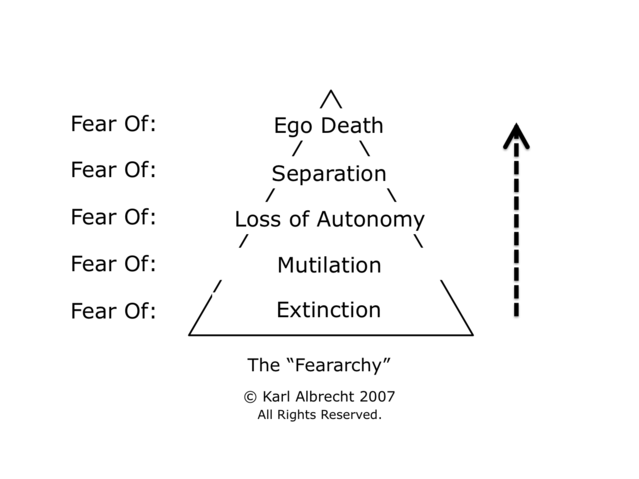 Fear Of: Ego Death
Fear Of: Separation
Fear Of: Loss of Autonomy
Fear Of: Mutilation
Fear Of: Extinction
The “Feararchy”
© Karl Albrecht 2007
All Rights Reserved.